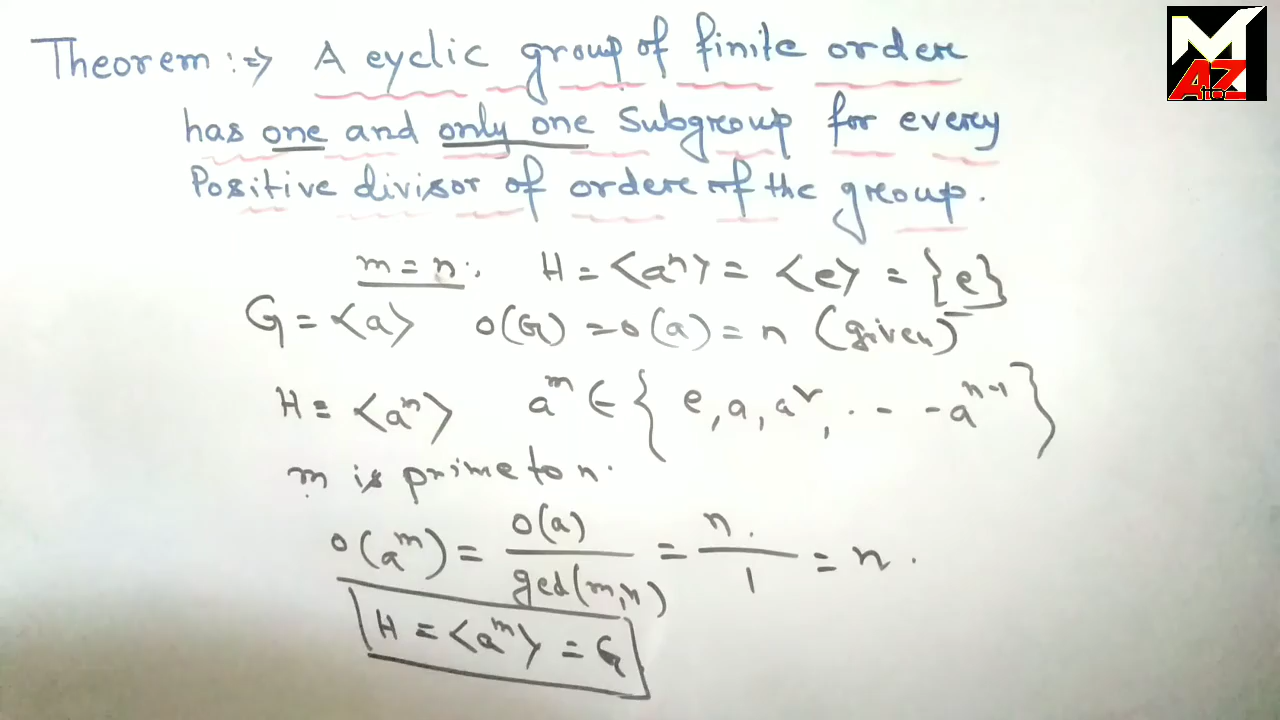 Theorem :⇒ A cyclic group of finite order
has one and only one Subgroup for every
Positive divisor of order of the group.
m = n. H = <aⁿ> = <e> = {e}
G = <a> o(G) = o(a) = n (given)
H = <aᵐ> aᵐ ∈ { e, a, a², . - - aⁿ⁻¹ }
m is prime to n.
o(aᵐ) = o(a) / gcd(m,n) = n. / 1 = n.
H = <aᵐ> = G
M
A to Z